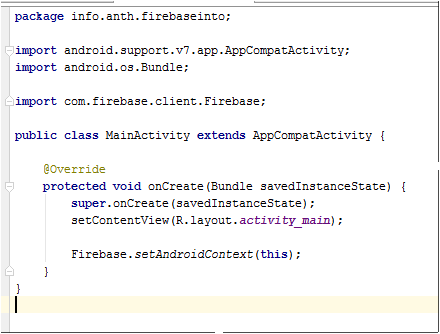 package info.anth.firebaseinto;
import android.support.v7.app.AppCompatActivity;
import android.os.Bundle;
import com.firebase.client.Firebase;
public class MainActivity extends AppCompatActivity {
@Override
protected void onCreate(Bundle savedInstanceState) {
super.onCreate(savedInstanceState);
setContentView(R.layout.activity_main);
Firebase.setAndroidContext(this);
}
}